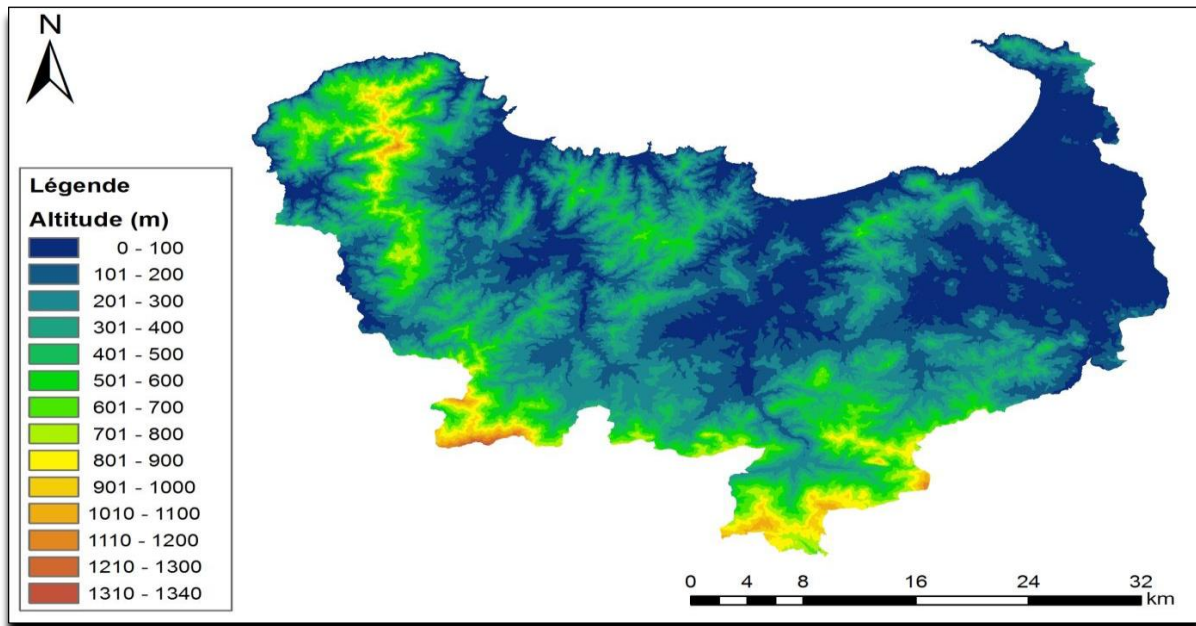 N
Légende
Altitude (m)
0 - 100
101 - 200
201 - 300
301 - 400
401 - 500
501 - 600
601 - 700
701 - 800
801 - 900
901 - 1000
1010 - 1100
1110 - 1200
1210 - 1300
1310 - 1340
0 4 8 16 24 32
km